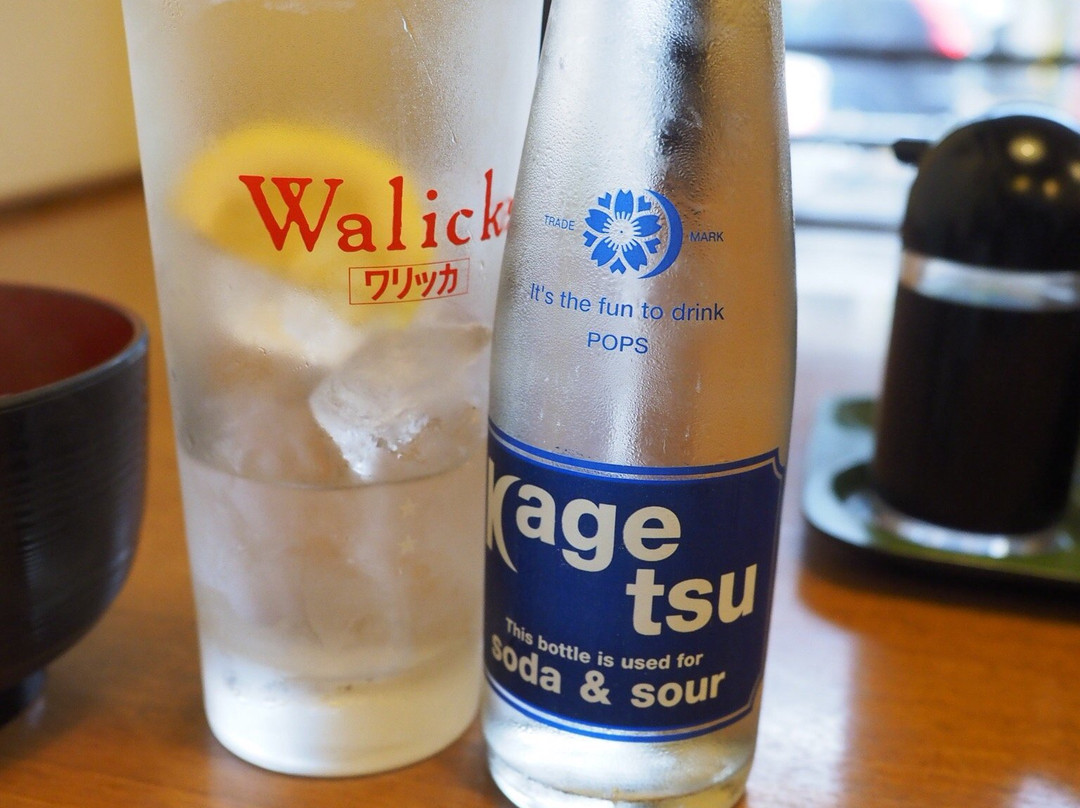 Walick
ワリッカ
TRADE MARK
It's the fun to drink
POPS
Kage
tsu
This bottle is used for
soda & sour